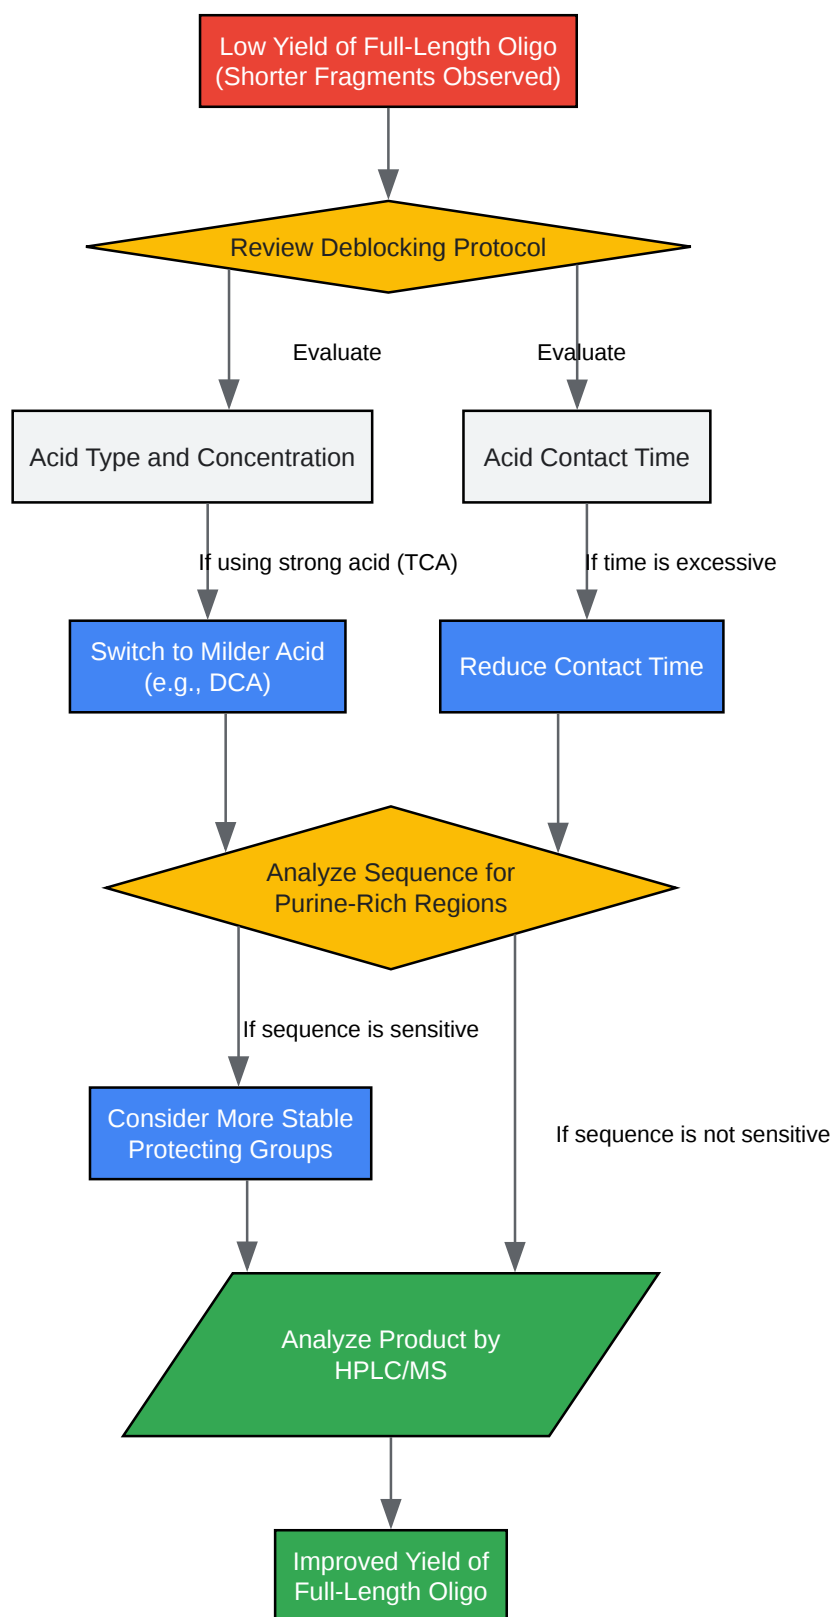 Low Yield of Full-Length Oligo
(Shorter Fragments Observed)
Review Deblocking Protocol
Evaluate
Evaluate
Acid Type and Concentration
Acid Contact Time
If using strong acid (TCA)
If time is excessive
Switch to Milder Acid
(e.g., DCA)
Reduce Contact Time
Analyze Sequence for
Purine-Rich Regions
If sequence is sensitive
Consider More Stable
Protecting Groups
If sequence is not sensitive
Analyze Product by
HPLC/MS
Improved Yield of
Full-Length Oligo